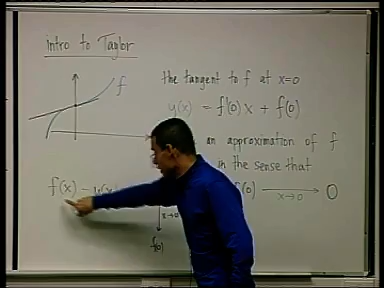 intro to Taylor
f
the tangent to f at x=0
y(x) = f'(0) x + f(0)
an approximation of f
in the sense that
f(x) - y(x
f(0)
x→0
0
x→0
f(0)